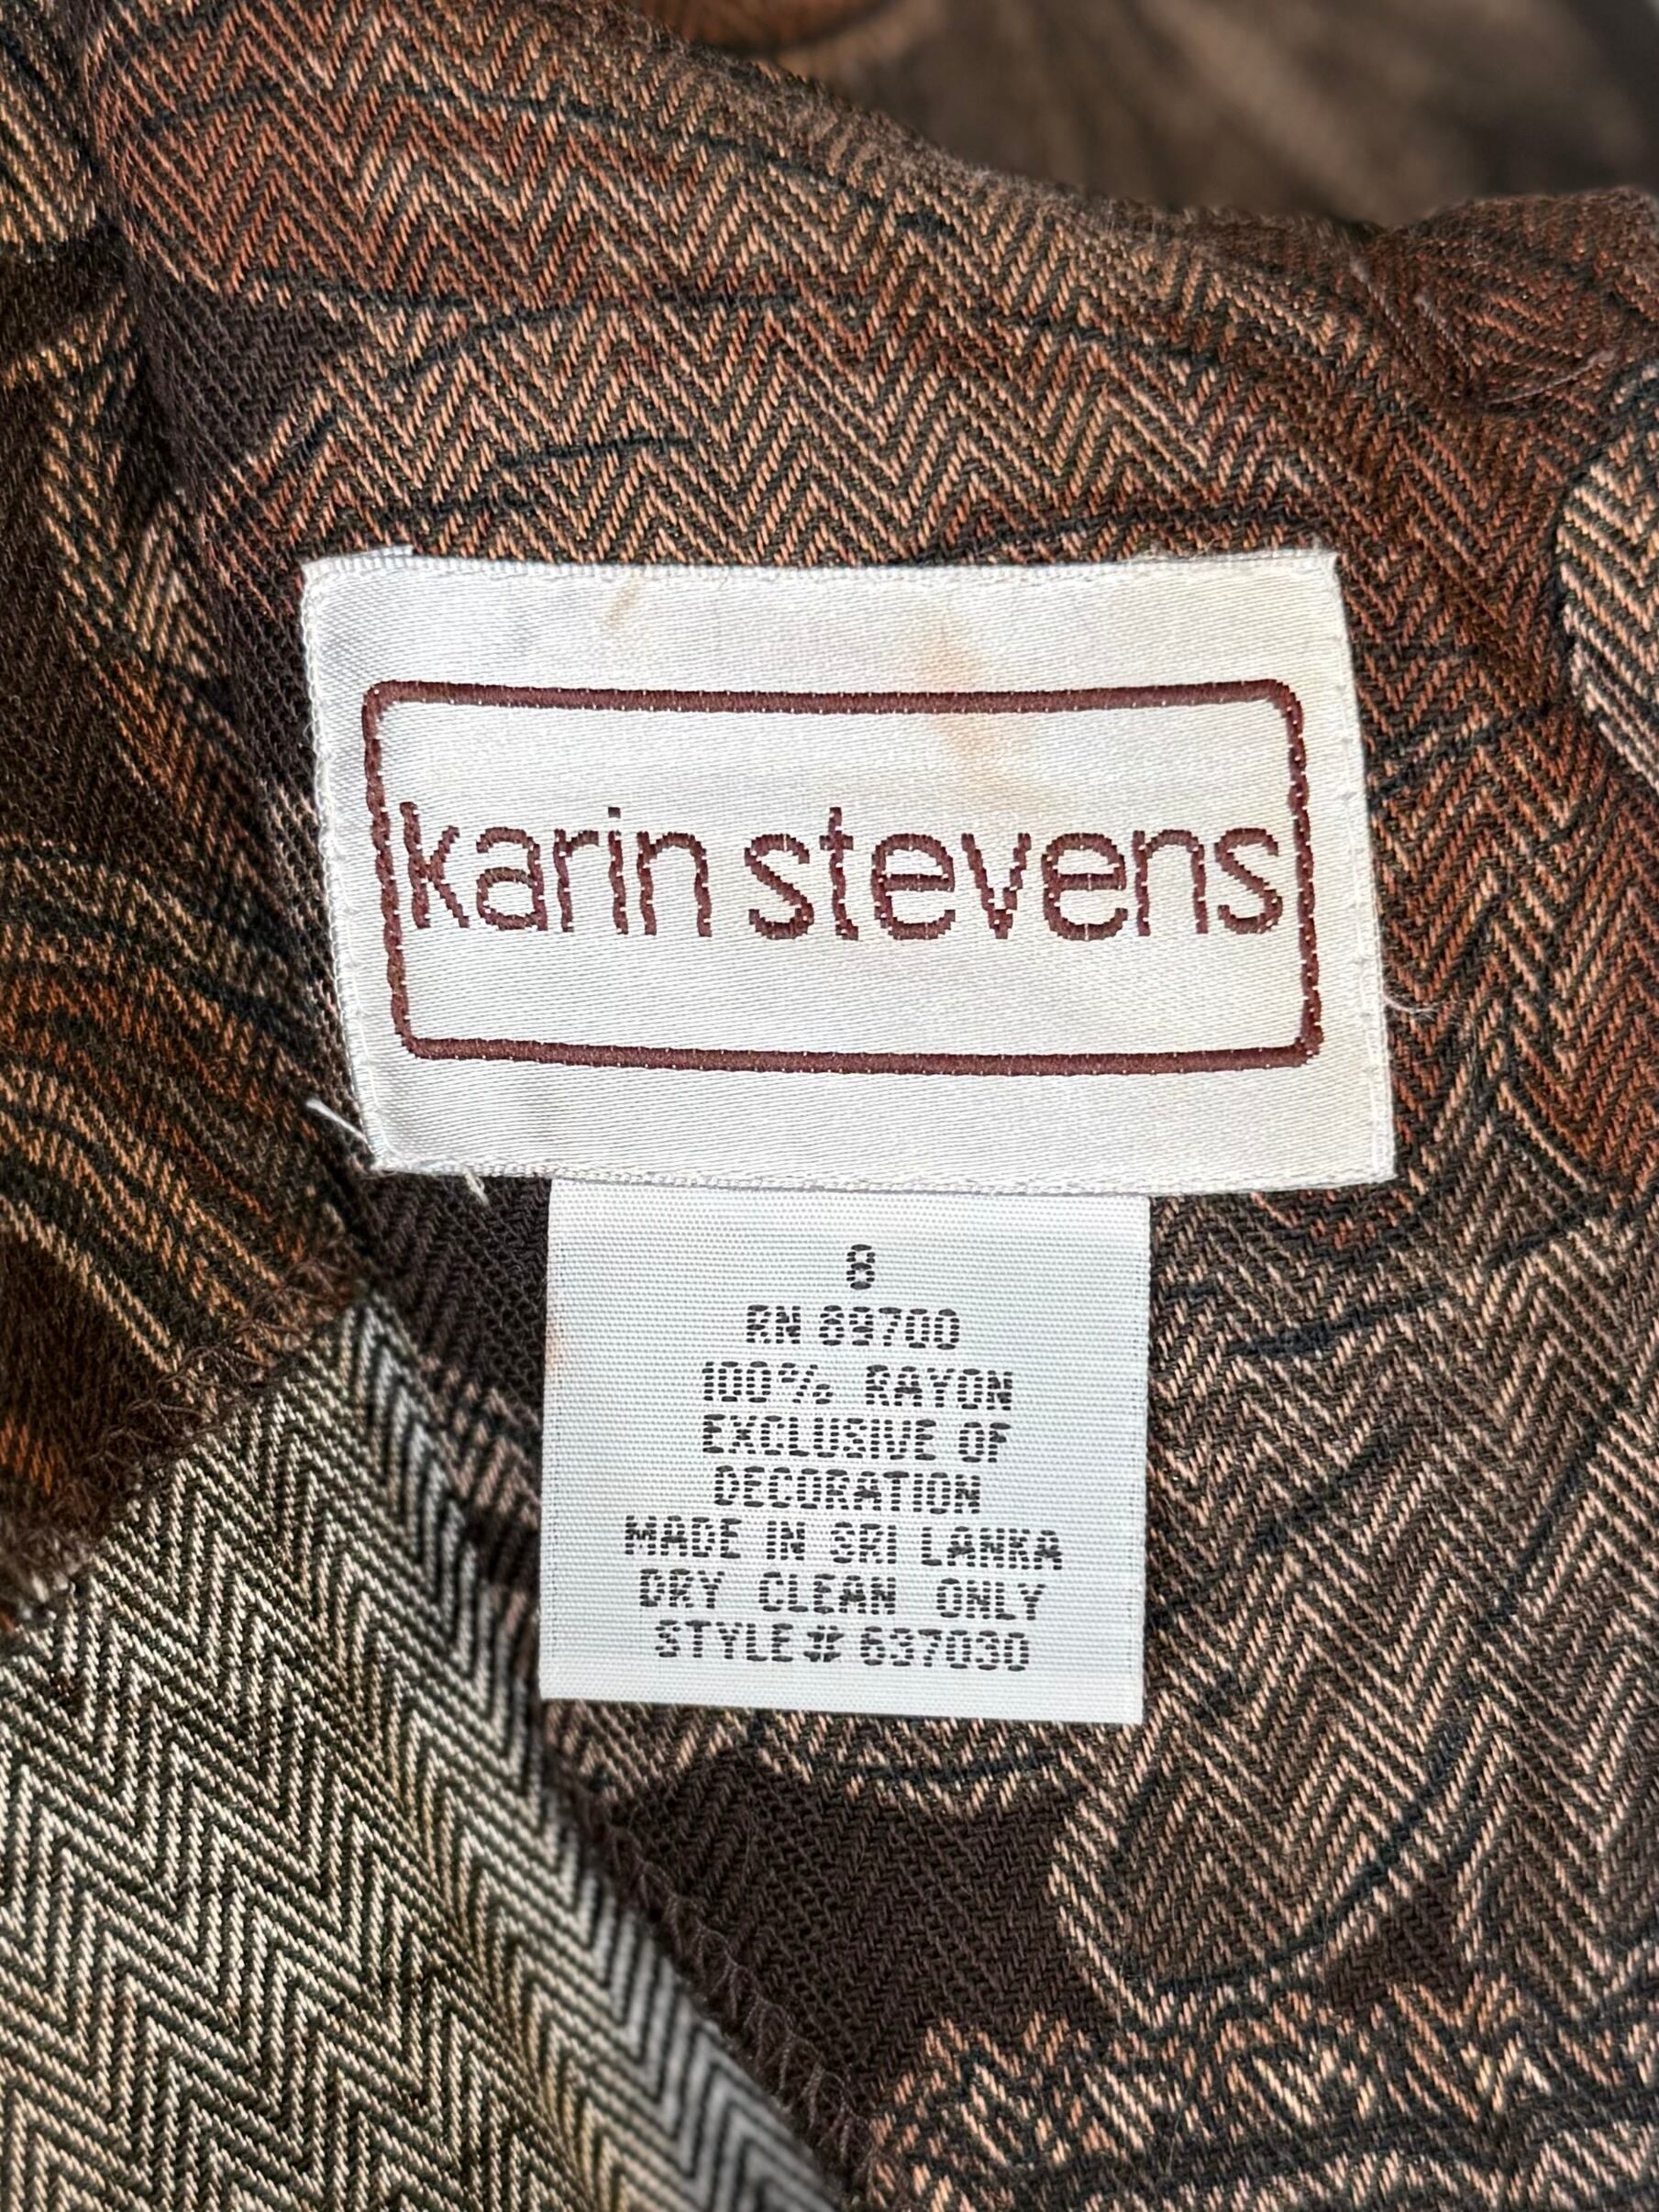 karin stevens
8
RN 69700
100% RAYON
EXCLUSIVE OF
DECORATION
MADE IN SRI LANKA
DRY CLEAN ONLY
STYLE# 637030